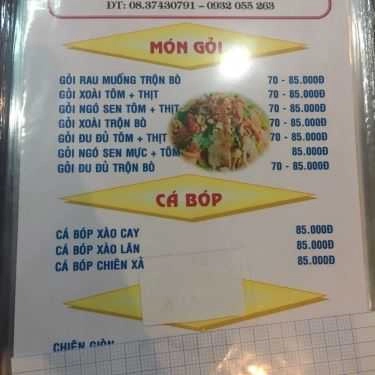 ĐT: 08.37430791 - 0932 055 263
MÓN GỎI
GỎI RAU MUỐNG TRỘN BÒ 70 - 85.000Đ
GỎI XOÀI TÔM + THỊT 70 - 85.000Đ
GỎI NGÓ SEN TÔM + THỊT 70 - 85.000Đ
GỎI XOÀI TRỘN BÒ 70 - 85.000Đ
GỎI ĐU ĐỦ TÔM + THỊT 70 - 85.000Đ
GỎI NGÓ SEN MỰC + TÔM 85.000Đ
GỎI ĐU ĐỦ TRỘN BÒ 70 - 85.000Đ
CÁ BÓP
CÁ BÓP XÀO CAY 85.000Đ
CÁ BÓP XÀO LĂN 85.000Đ
CÁ BÓP CHIÊN XẢ 85.000Đ
CHIÊN GIÒN